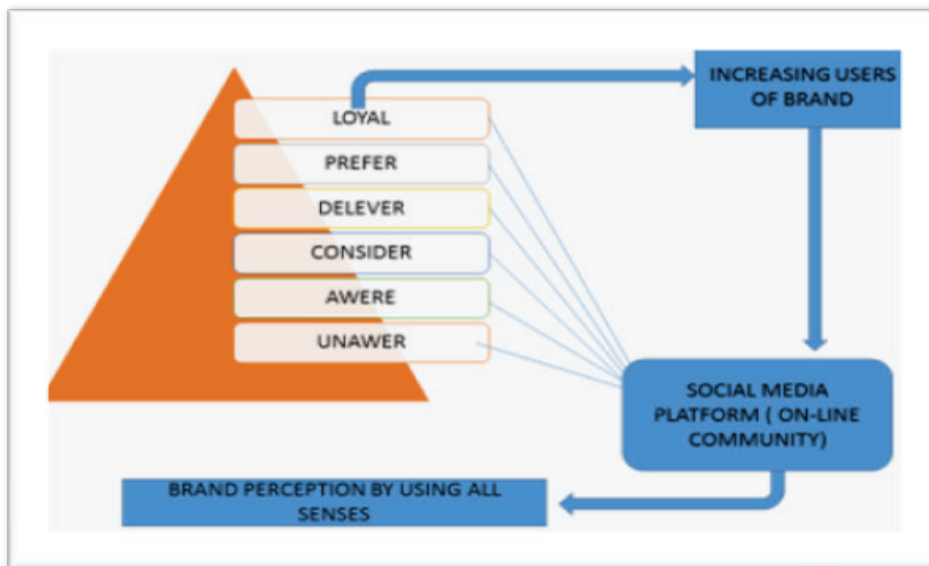 INCREASING USERS
OF BRAND
LOYAL
PREFER
DELEVER
CONSIDER
AWERE
UNAWER
SOCIAL MEDIA
PLATFORM ( ON-LINE
COMMUNITY)
BRAND PERCEPTION BY USING ALL
SENSES